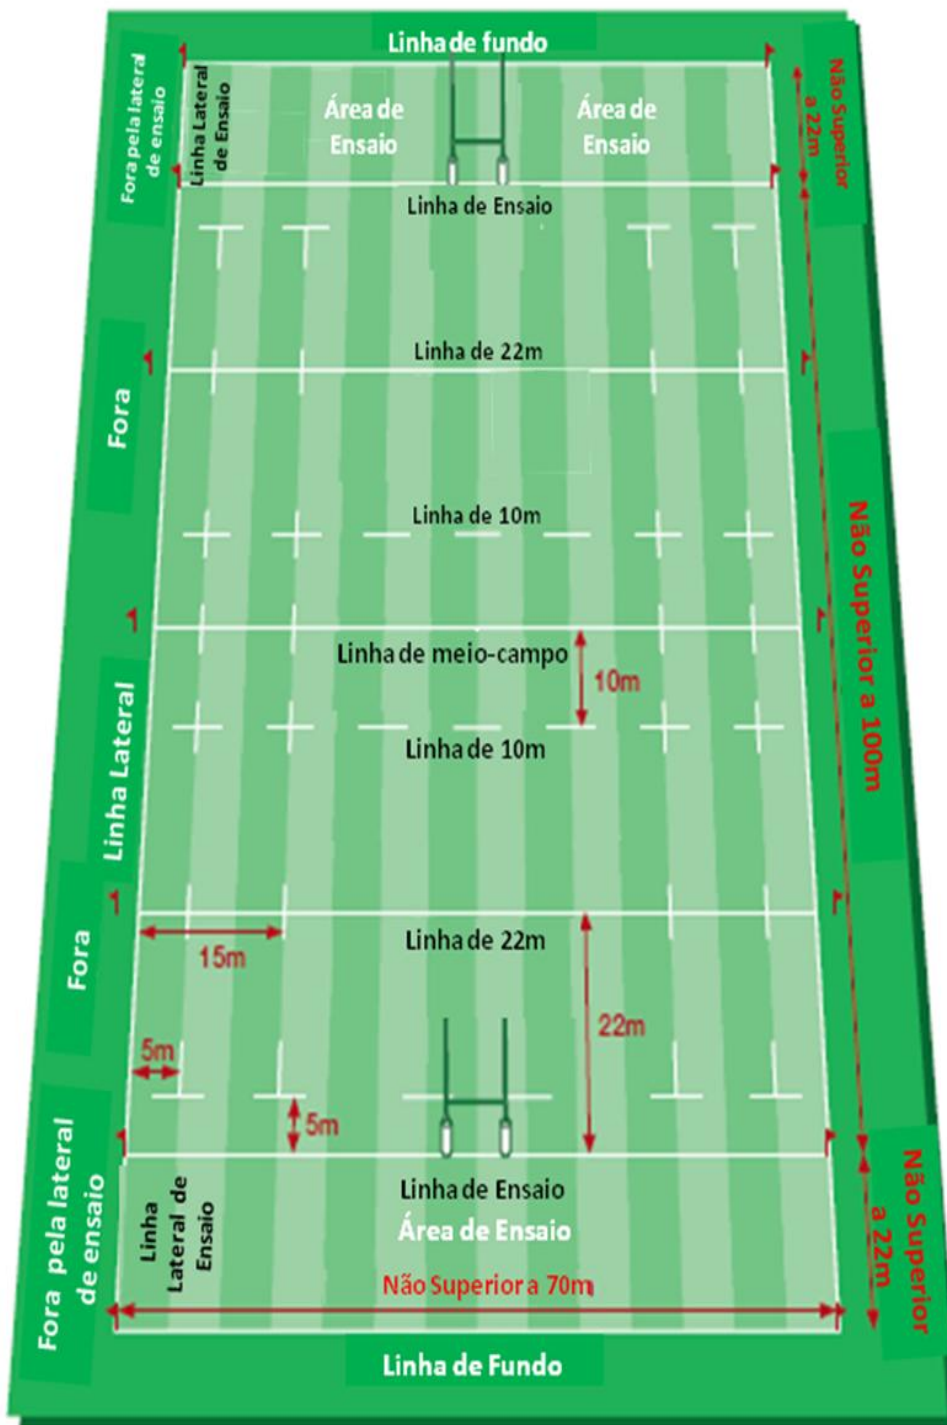 Linha de fundo
Fora pela lateral
de ensaio
Linha Lateral
de Ensaio
Área de
Ensaio
Área de
Ensaio
Não Superior
a 22m
Linha de Ensaio
Linha de 22m
Fora
Linha de 10m
Não Superior a 100m
Linha de meio-campo
10m
Linha Lateral
Linha de 10m
Fora
15m
Linha de 22m
22m
5m
5m
Fora pela lateral
de ensaio
Linha
Lateral de
Ensaio
Linha de Ensaio
Área de Ensaio
Não Superior a 70m
Não Superior
a 22m
Linha de Fundo